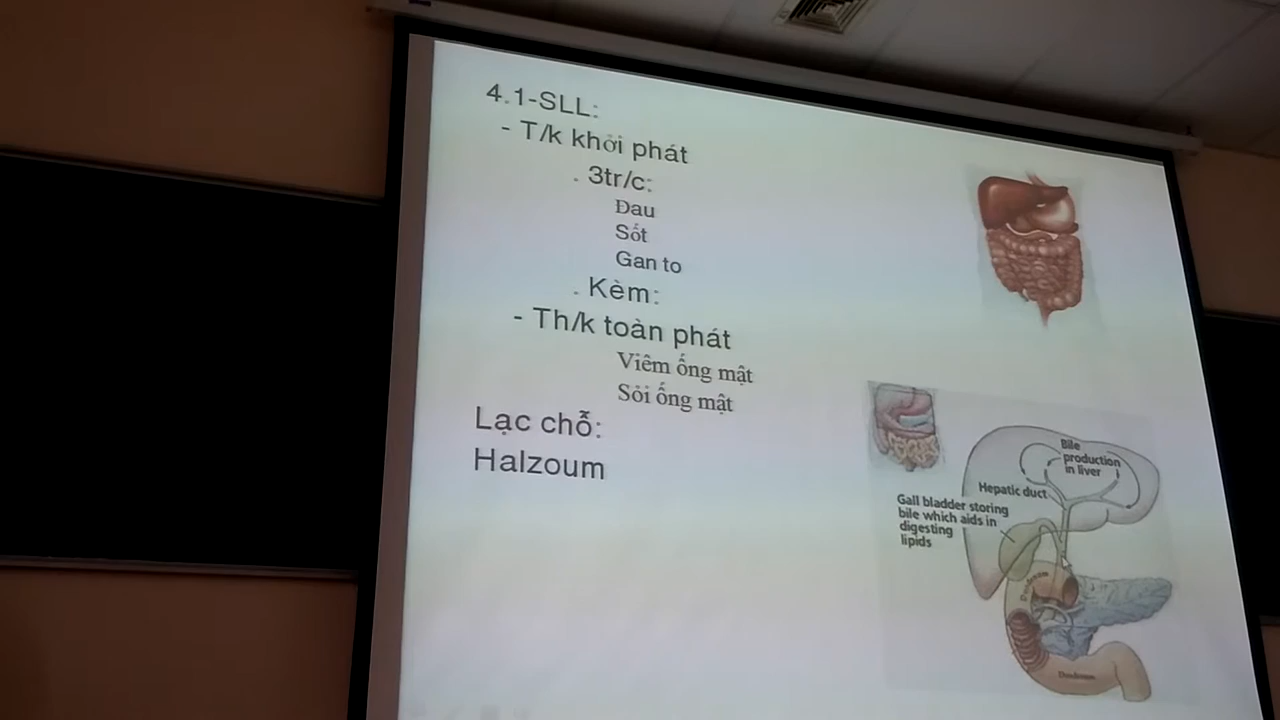 4.1-SLL:
- T/k khởi phát
. 3tr/c:
Đau
Sốt
Gan to
. Kèm:
- Th/k toàn phát
Viêm ống mật
Sỏi ống mật
Lạc chỗ:
Halzoum
Bile
production
in liver
Hepatic duct
Gall bladder storing
bile which aids in
digesting
lipids